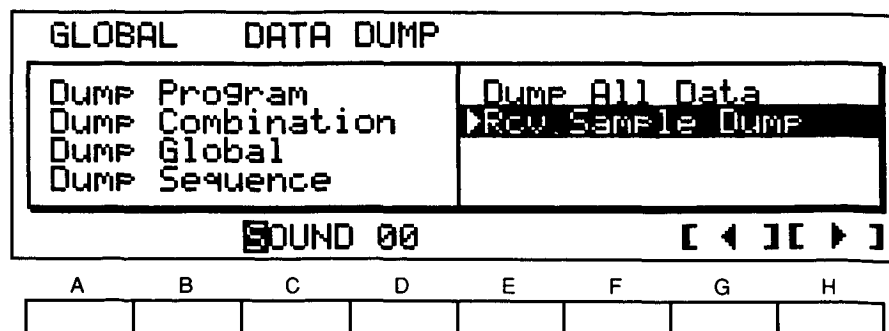 GLOBAL DATA DUMP
Dump Program
Dump Combination
Dump Global
Dump Sequence
Dump All Data
Rcv Sample Dump
SOUND 00
[ ◀ ][ ▶ ]
A B C D E F G H